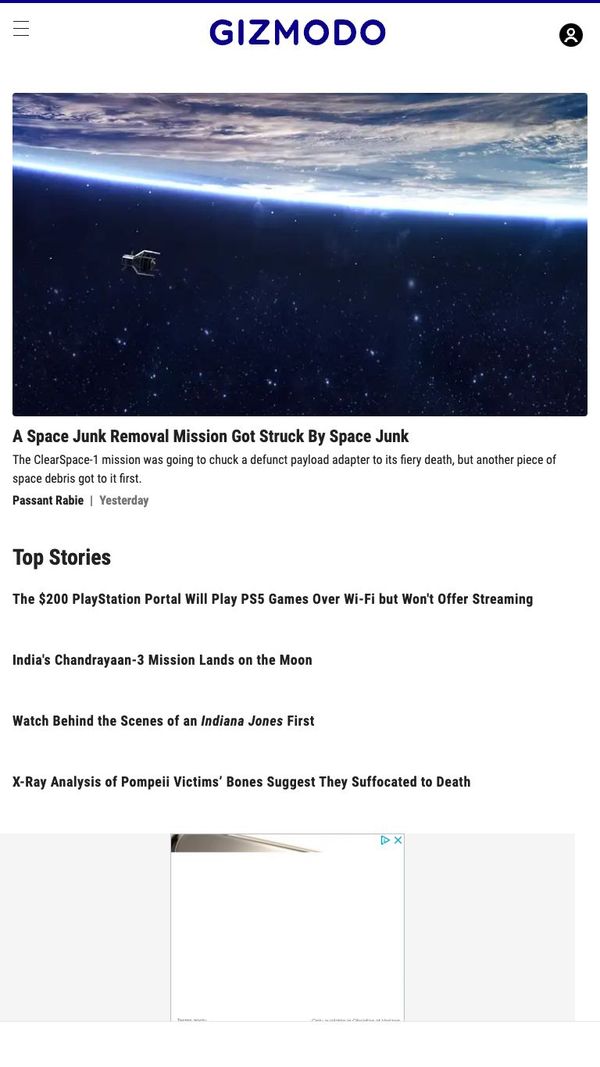 GIZMODO
A Space Junk Removal Mission Got Struck By Space Junk
The ClearSpace-1 mission was going to chuck a defunct payload adapter to its fiery death, but another piece of
space debris got to it first.
Passant Rabie | Yesterday
Top Stories
The $200 PlayStation Portal Will Play PS5 Games Over Wi-Fi but Won't Offer Streaming
India's Chandrayaan-3 Mission Lands on the Moon
Watch Behind the Scenes of an Indiana Jones First
X-Ray Analysis of Pompeii Victims’ Bones Suggest They Suffocated to Death